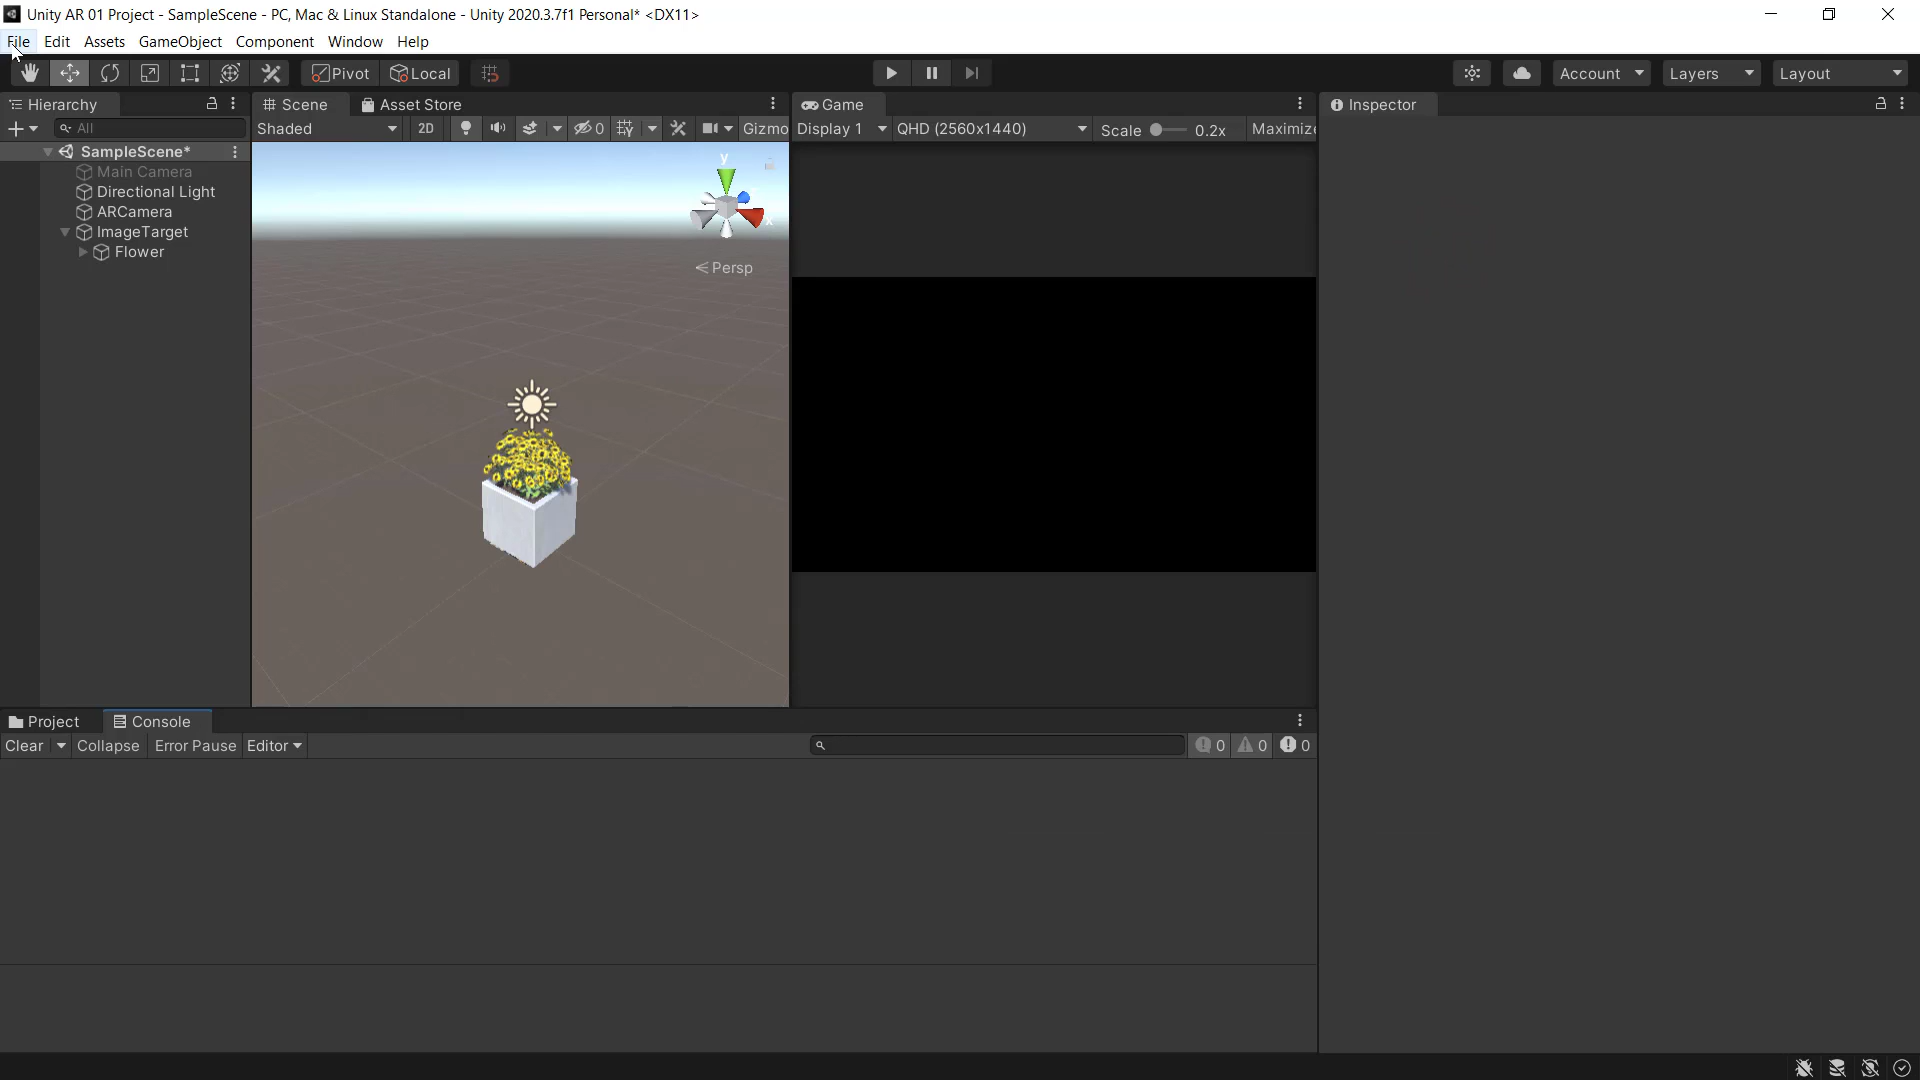 Unity AR 01 Project - SampleScene - PC, Mac & Linux Standalone - Unity 2020.3.7f1 Personal* <DX11>
File Edit Assets GameObject Component Window Help
Pivot Local Account Layers Layout
Hierarchy Scene Asset Store Game Inspector
All Shaded 2D 0 Gizmo Display 1 QHD (2560x1440) Scale 0.2x Maximize
SampleScene*
Main Camera
Directional Light
ARCamera
ImageTarget
Flower
y
x
Persp
Project Console
Clear Collapse Error Pause Editor 0 0 0